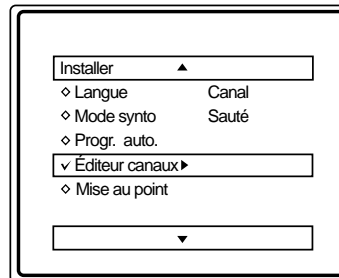 Installer ▲
◇ Langue Canal
◇ Mode synto Sauté
◇ Progr. auto.
✓ Éditeur canaux ▶
◇ Mise au point
▼